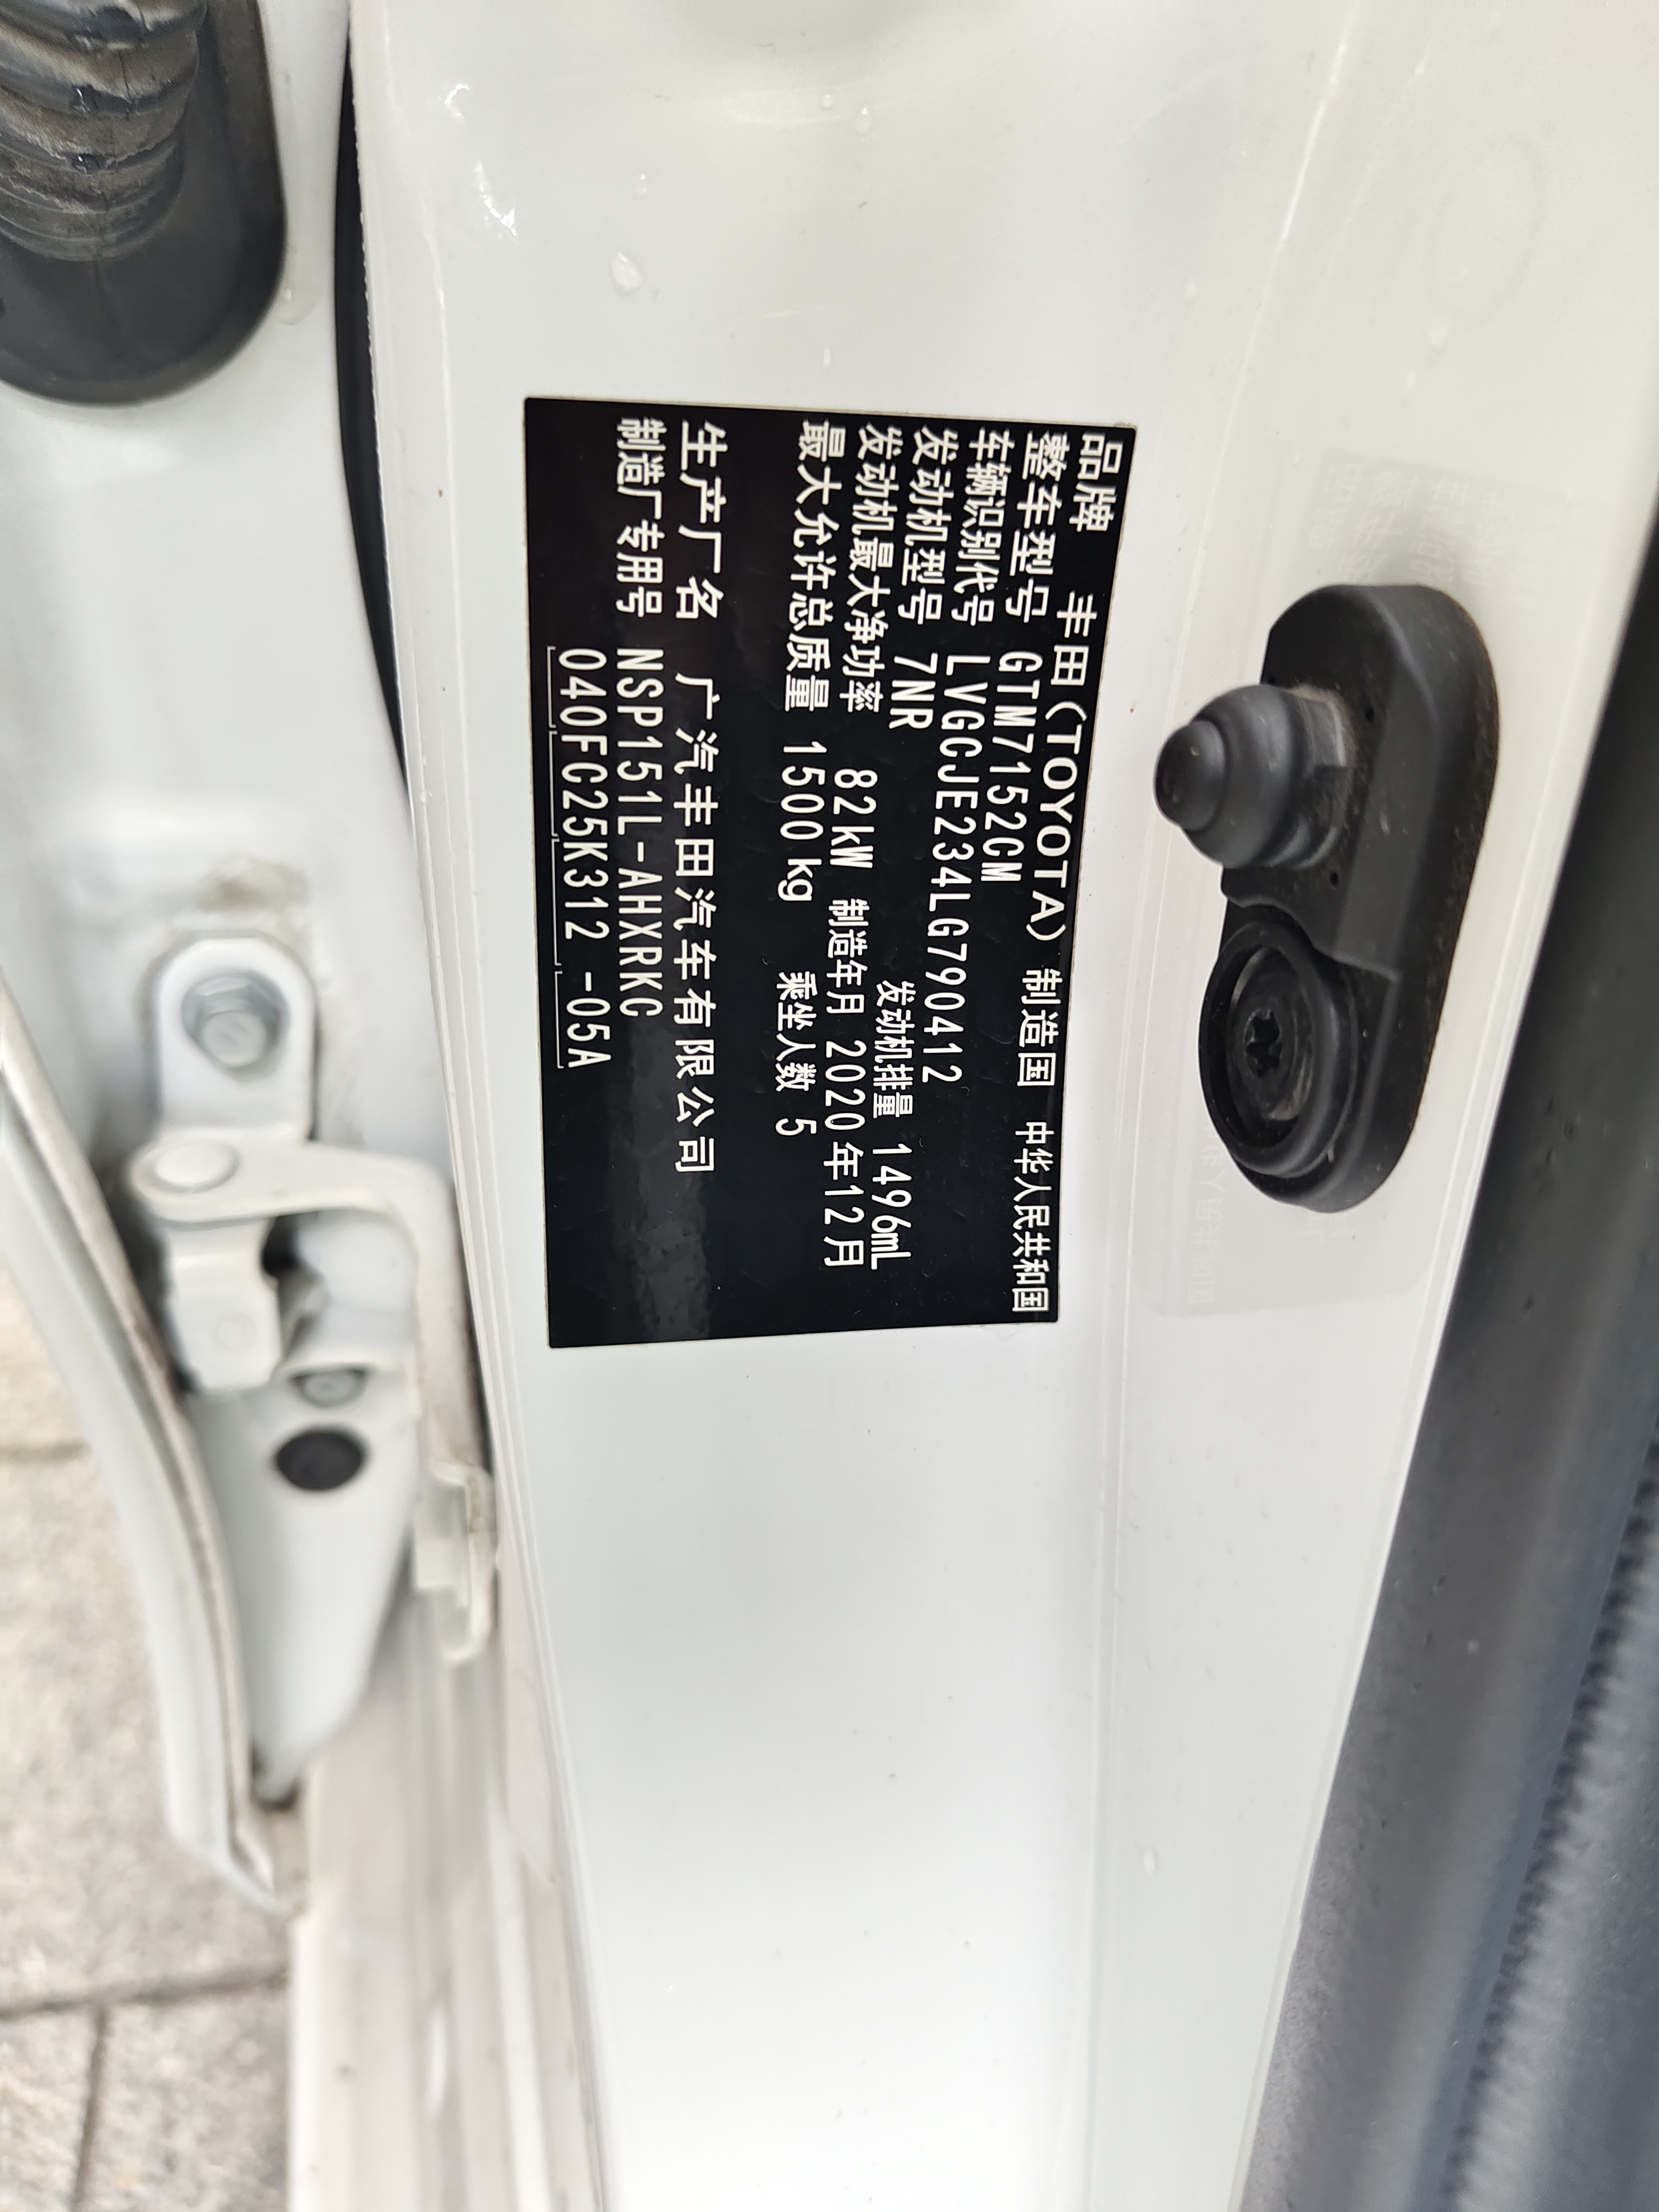 品牌 丰田(TOYOTA) 制造国 中华人民共和国
整车型号 GTM7152GM
车辆识别代号 LVGCJE234LG790412
发动机型号 7NR 发动机排量 1496mL
发动机最大净功率 82kW 制造年月 2020年12月
最大允许总质量 1500kg 乘坐人数 5
生产厂名 广汽丰田汽车有限公司
制造厂专用号 NSP151L-AHXRKC
040FC25K312 -05A